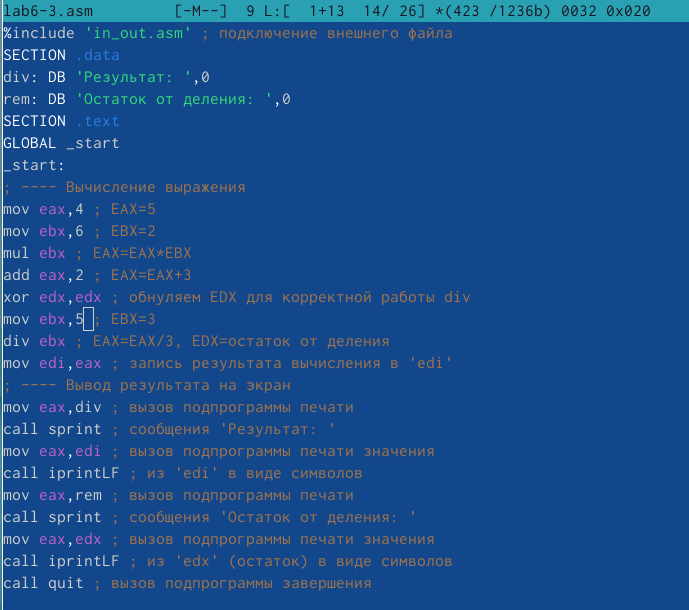 lab6-3.asm         [-M--]  9 L:[  1+13  14/ 26] *(423 /1236b) 0032 0x020
%include 'in_out.asm' ; подключение внешнего файла
SECTION .data
div: DB 'Результат: ',0
rem: DB 'Остаток от деления: ',0
SECTION .text
GLOBAL _start
_start:
; ---- Вычисление выражения
mov eax,4 ; EAX=5
mov ebx,6 ; EBX=2
mul ebx ; EAX=EAX*EBX
add eax,2 ; EAX=EAX+3
xor edx,edx ; обнуляем EDX для корректной работы div
mov ebx,5 ; EBX=3
div ebx ; EAX=EAX/3, EDX=остаток от деления
mov edi,eax ; запись результата вычисления в 'edi'
; ---- Вывод результата на экран
mov eax,div ; вызов подпрограммы печати
call sprint ; сообщения 'Результат: '
mov eax,edi ; вызов подпрограммы печати значения
call iprintLF ; из 'edi' в виде символов
mov eax,rem ; вызов подпрограммы печати
call sprint ; сообщения 'Остаток от деления: '
mov eax,edx ; вызов подпрограммы печати значения
call iprintLF ; из 'edx' (остаток) в виде символов
call quit ; вызов подпрограммы завершения